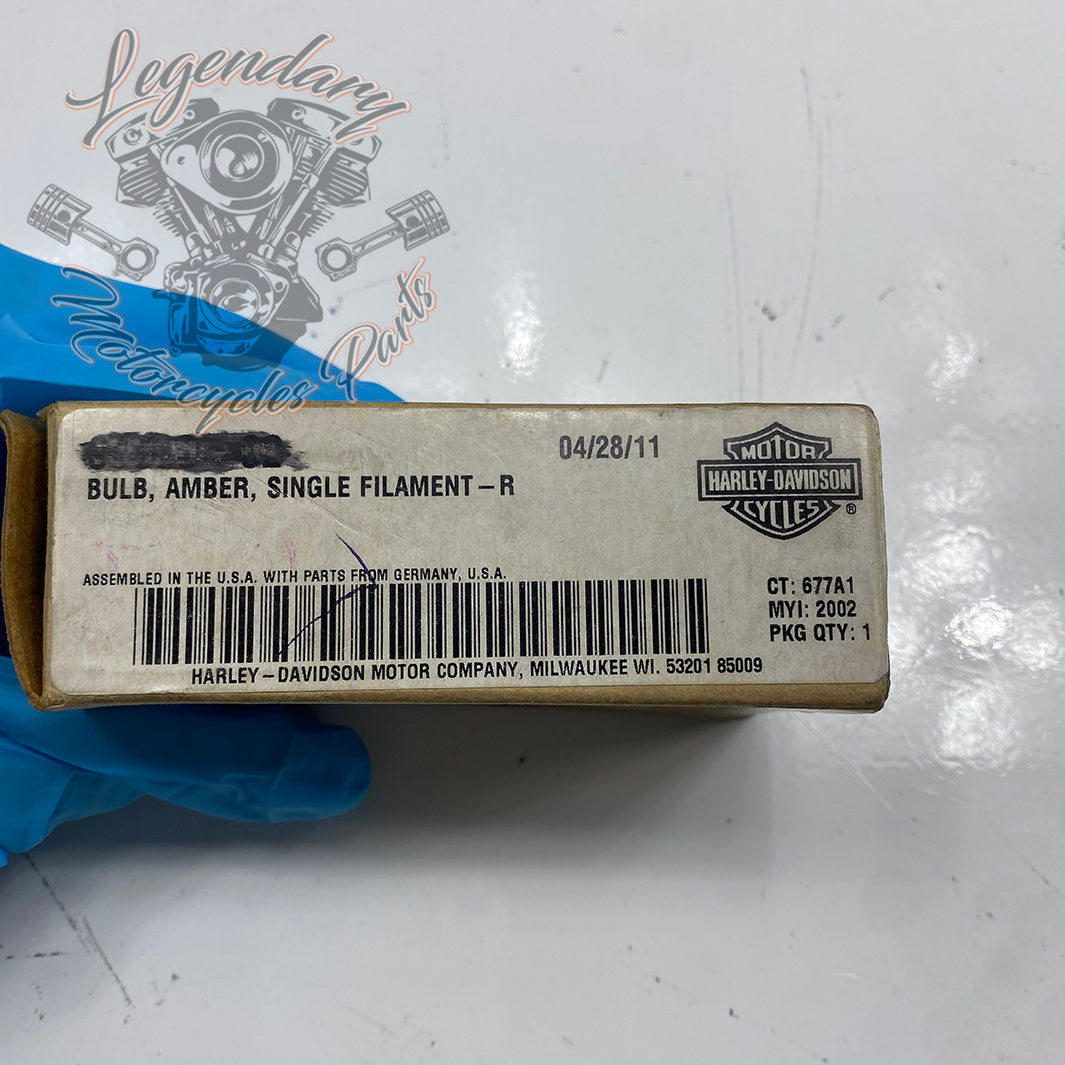 Legendary
Motorcycles Parts
04/28/11
BULB, AMBER, SINGLE FILAMENT-R
MOTOR
HARLEY-DAVIDSON
CYCLES
®
ASSEMBLED IN THE U.S.A. WITH PARTS FROM GERMANY, U.S.A.
CT: 677A1
MYI: 2002
PKG QTY: 1
HARLEY-DAVIDSON MOTOR COMPANY, MILWAUKEE WI. 53201 85009